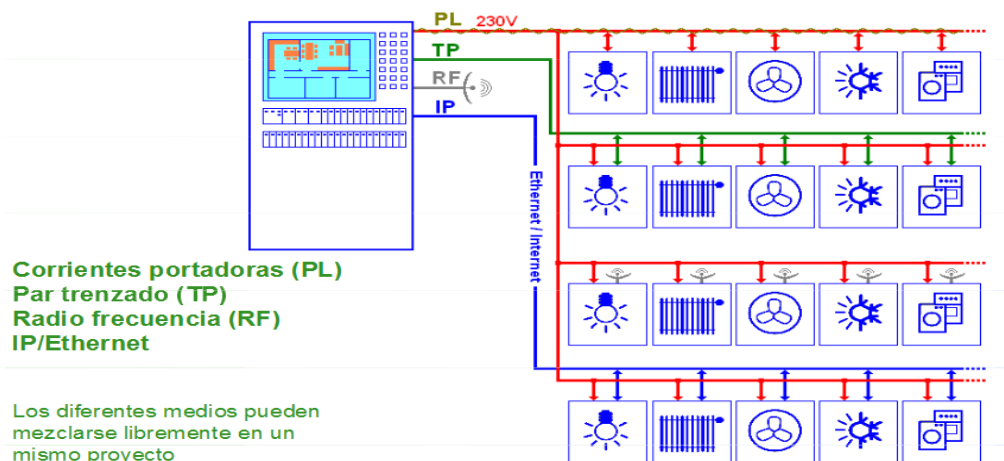 PL 230V
TP
RF
IP
Ethernet / Internet
Corrientes portadoras (PL)
Par trenzado (TP)
Radio frecuencia (RF)
IP/Ethernet
Los diferentes medios pueden
mezclarse libremente en un
mismo proyecto